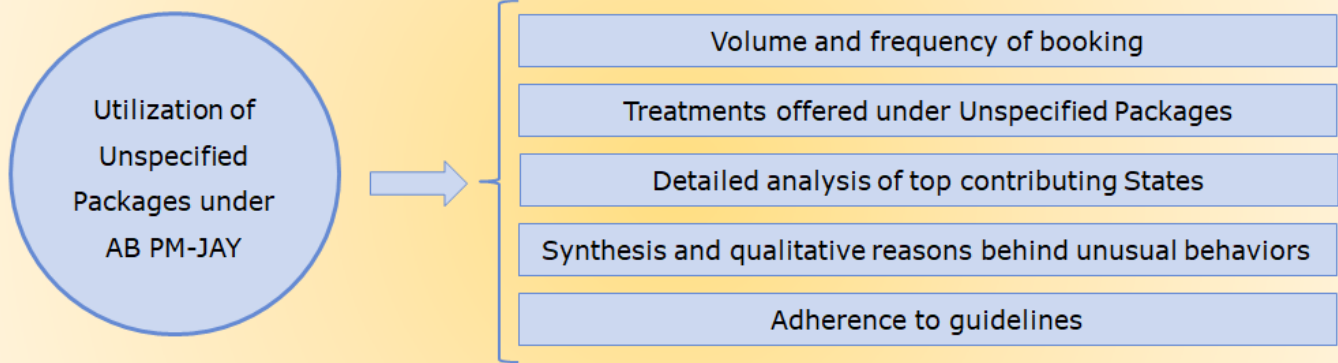 Utilization of
Unspecified
Packages under
AB PM-JAY
Volume and frequency of booking
Treatments offered under Unspecified Packages
Detailed analysis of top contributing States
Synthesis and qualitative reasons behind unusual behaviors
Adherence to guidelines